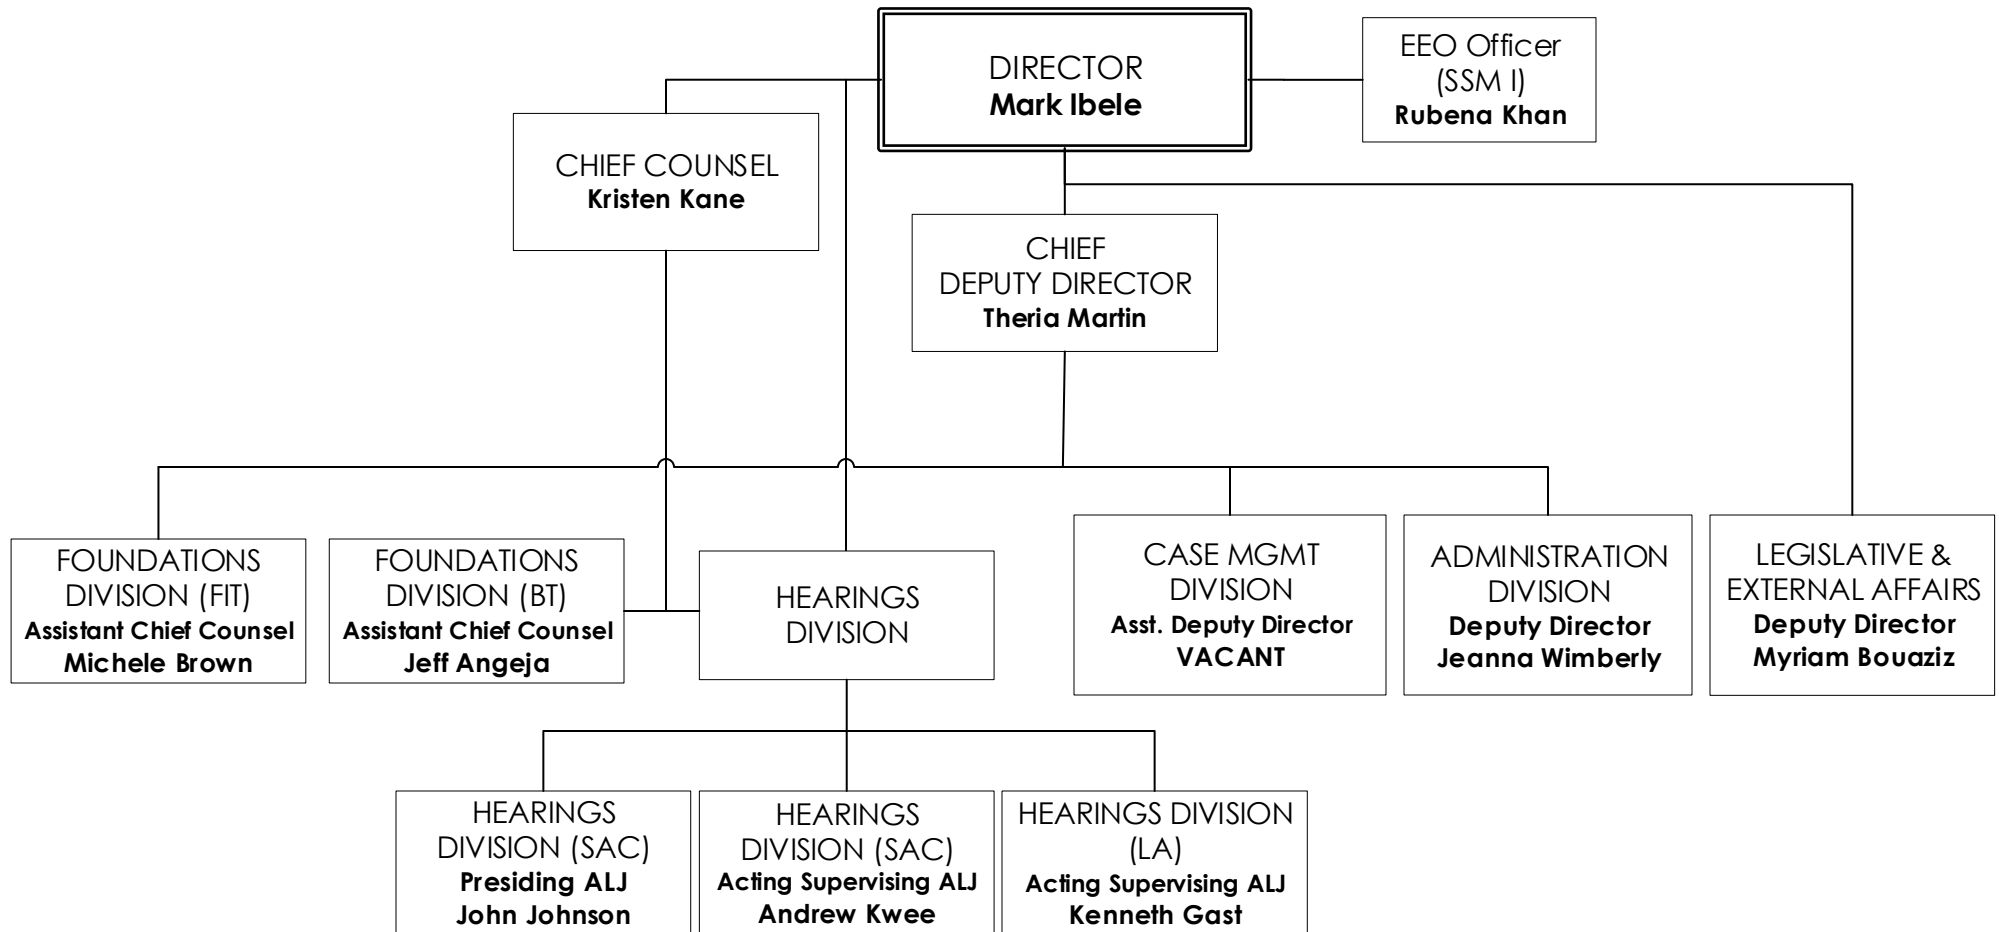 DIRECTOR
Mark Ibele
EEO Officer
(SSM I)
Rubena Khan
CHIEF COUNSEL
Kristen Kane
CHIEF
DEPUTY DIRECTOR
Theria Martin
FOUNDATIONS
DIVISION (FIT)
Assistant Chief Counsel
Michele Brown
FOUNDATIONS
DIVISION (BT)
Assistant Chief Counsel
Jeff Angeja
HEARINGS
DIVISION
CASE MGMT
DIVISION
Asst. Deputy Director
VACANT
ADMINISTRATION
DIVISION
Deputy Director
Jeanna Wimberly
LEGISLATIVE &
EXTERNAL AFFAIRS
Deputy Director
Myriam Bouaziz
HEARINGS
DIVISION (SAC)
Presiding ALJ
John Johnson
HEARINGS
DIVISION (SAC)
Acting Supervising ALJ
Andrew Kwee
HEARINGS DIVISION
(LA)
Acting Supervising ALJ
Kenneth Gast